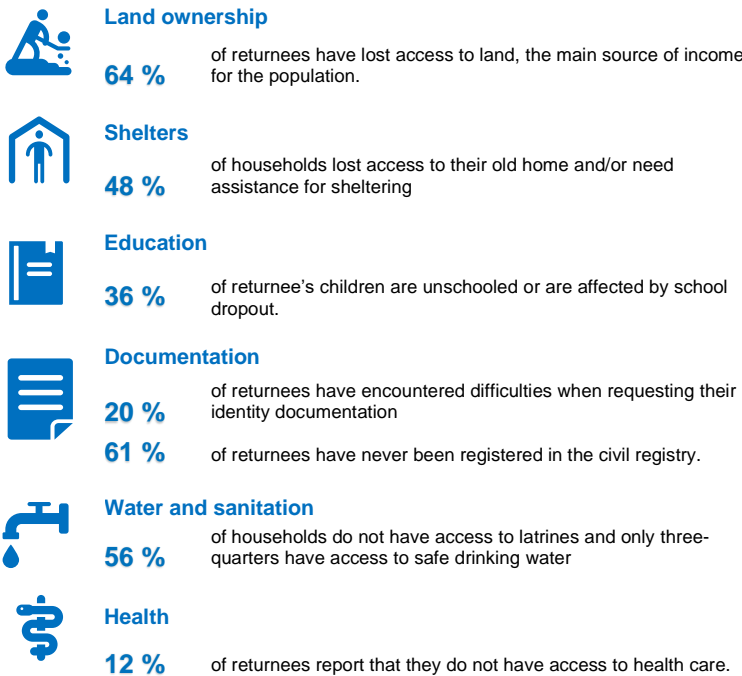 Land ownership
64 %
of returnees have lost access to land, the main source of income
for the population.
Shelters
48 %
of households lost access to their old home and/or need
assistance for sheltering
Education
36 %
of returnee’s children are unschooled or are affected by school
dropout.
Documentation
20 %
of returnees have encountered difficulties when requesting their
identity documentation
61 %
of returnees have never been registered in the civil registry.
Water and sanitation
56 %
of households do not have access to latrines and only three-
quarters have access to safe drinking water
Health
12 %
of returnees report that they do not have access to health care.